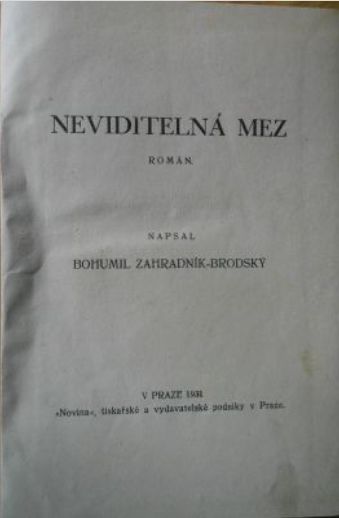 NEVIDITELNÁ MEZ
ROMÁN.
NAPSAL
BOHUMIL ZAHRADNÍK-BRODSKÝ
V PRAZE 1931
»Novina«, tiskařské a vydavatelské podniky v Praze.